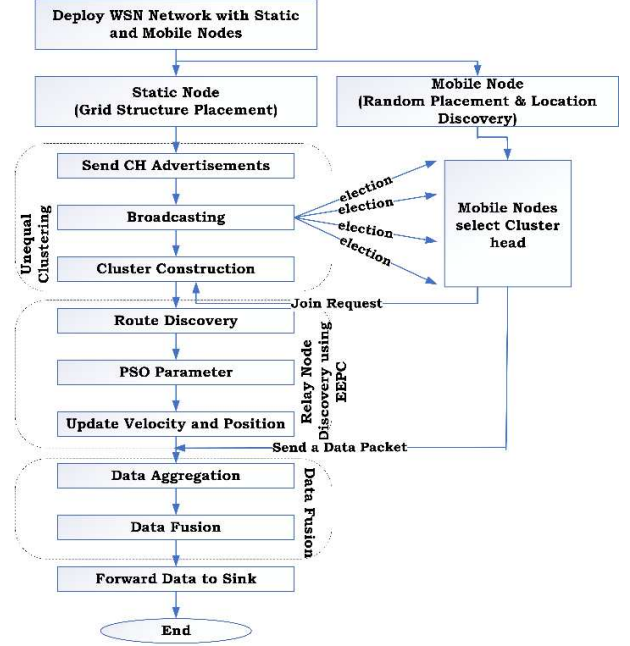 Deploy WSN Network with Static
and Mobile Nodes
Static Node
(Grid Structure Placement)
Mobile Node
(Random Placement & Location
Discovery)
Unequal
Clustering
Send CH Advertisements
Broadcasting
Cluster Construction
election
election
election
election
Mobile Nodes
select Cluster
head
Join Request
Route Discovery
PSO Parameter
Update Velocity and Position
Relay Node
Discovery using
EEPC
Send a Data Packet
Data Aggregation
Data Fusion
Data Fusion
Forward Data to Sink
End